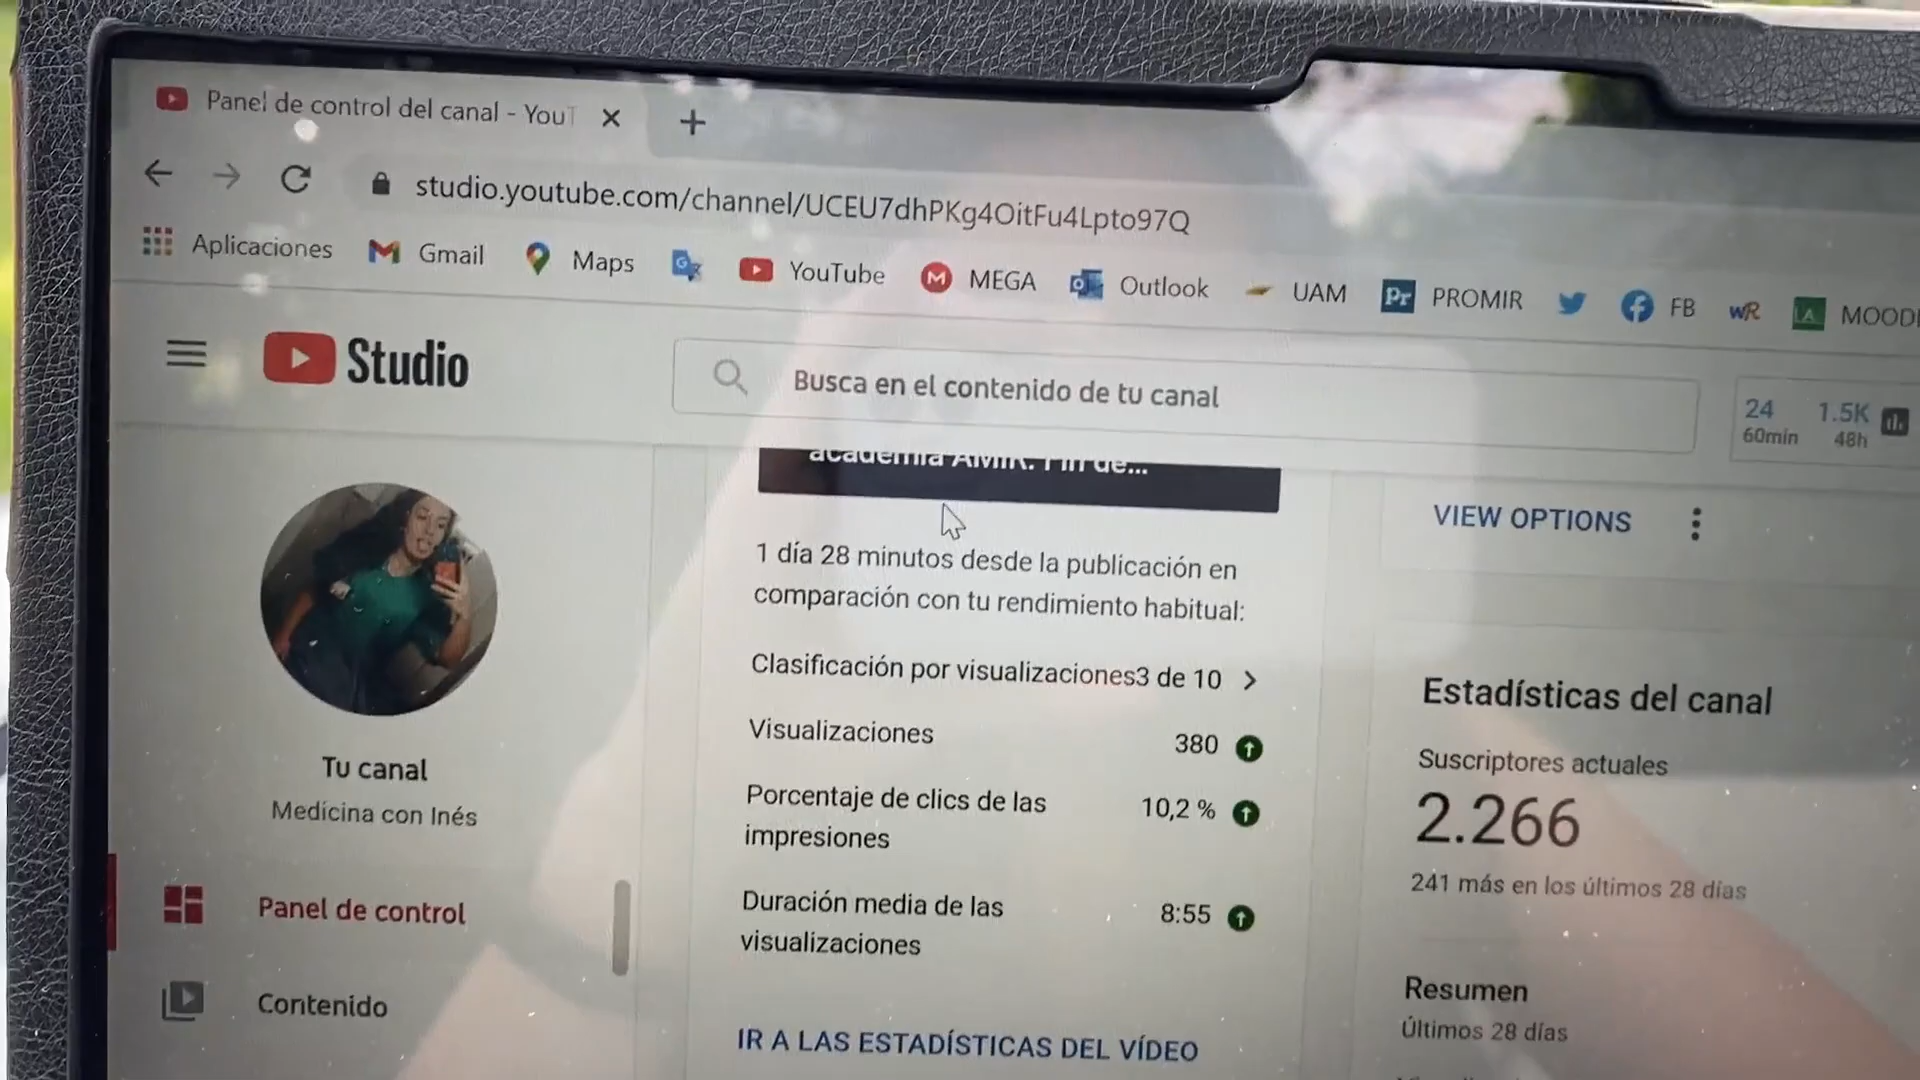 Panel de control del canal - YouT
studio.youtube.com/channel/UCEU7dhPKg4OitFu4Lpto97Q
Aplicaciones Gmail Maps YouTube MEGA Outlook UAM PROMIR FB MOOD
Studio
Busca en el contenido de tu canal
24 1.5K
60min 48h
academia AMIR. Fin de...
VIEW OPTIONS
1 día 28 minutos desde la publicación en
comparación con tu rendimiento habitual:
Clasificación por visualizaciones3 de 10
Visualizaciones 380
Porcentaje de clics de las
impresiones 10,2 %
Duración media de las
visualizaciones 8:55
IR A LAS ESTADÍSTICAS DEL VÍDEO
Tu canal
Medicina con Inés
Panel de control
Contenido
Estadísticas del canal
Suscriptores actuales
2.266
241 más en los últimos 28 días
Resumen
Últimos 28 días